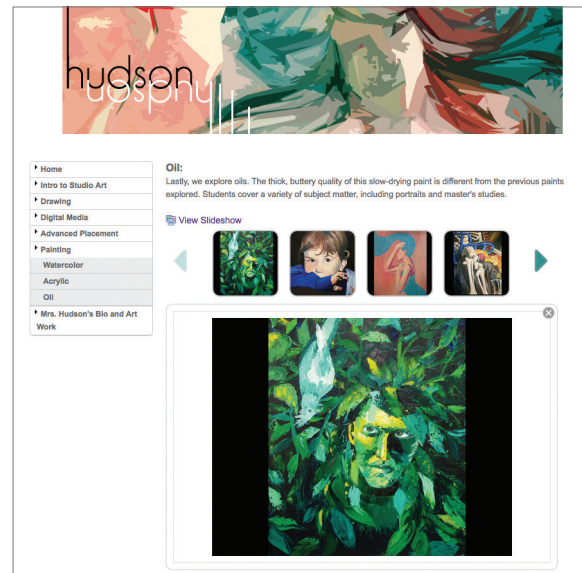 hudson
hudson
Home
Intro to Studio Art
Drawing
Digital Media
Advanced Placement
Painting
Watercolor
Acrylic
Oil
Mrs. Hudson's Bio and Art
Work
Oil:
Lastly, we explore oils. The thick, buttery quality of this slow-drying paint is different from the previous paints
explored. Students cover a variety of subject matter, including portraits and master's studies.
View Slideshow